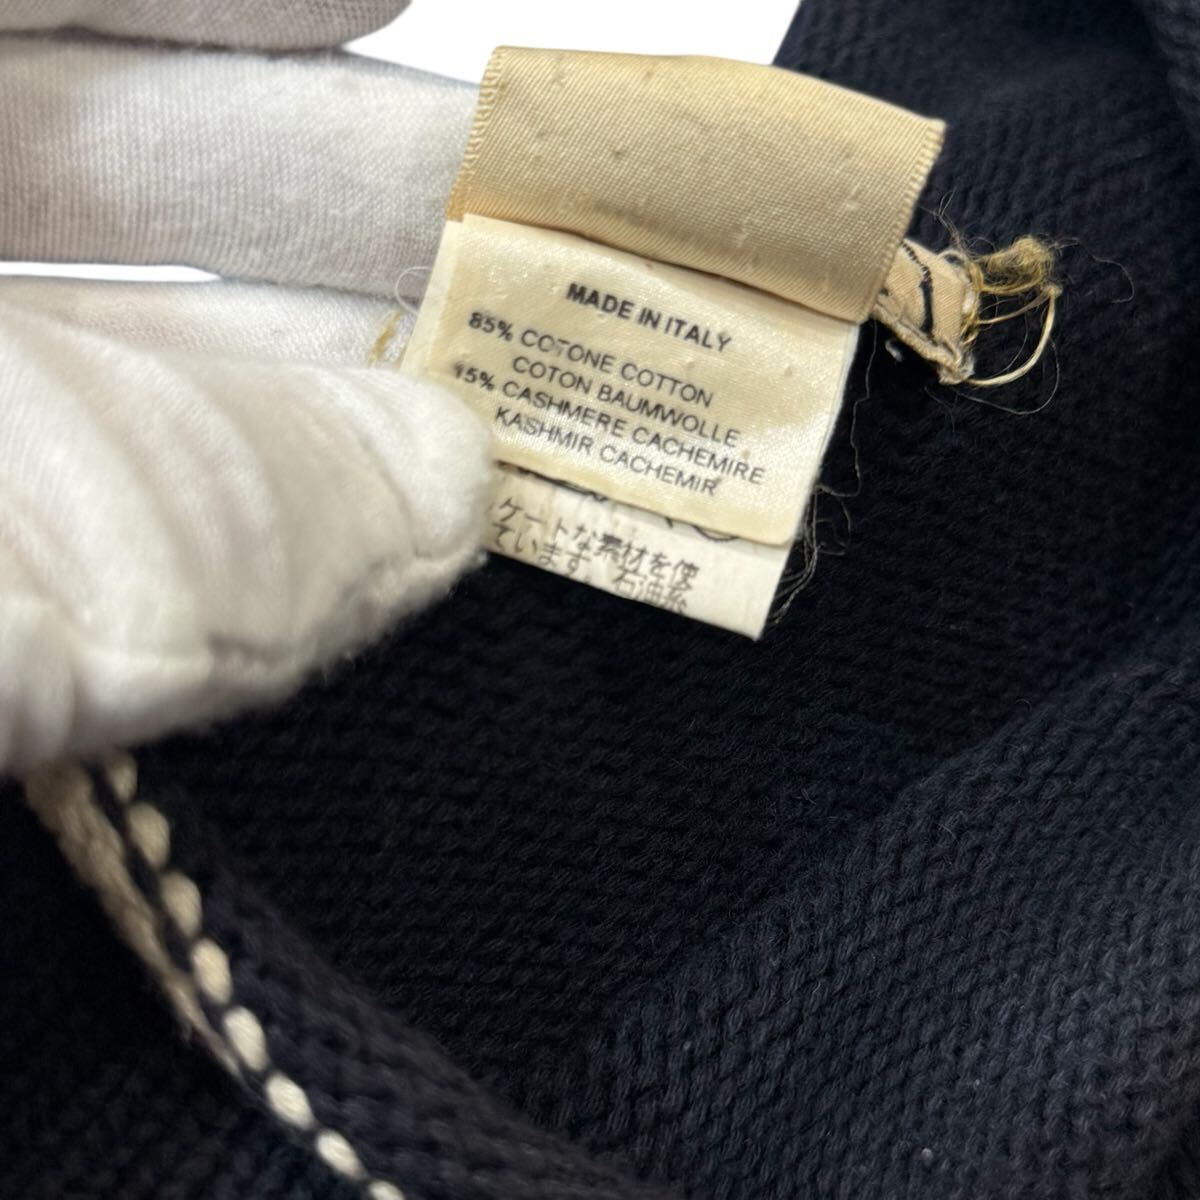 MADE IN ITALY
85% COTONE COTTON
COTON BAUMWOLLE
15% CASHMERE CACHEMIRE
KASHMIR CACHEMIR
ケートな素材を使
ています。石油系